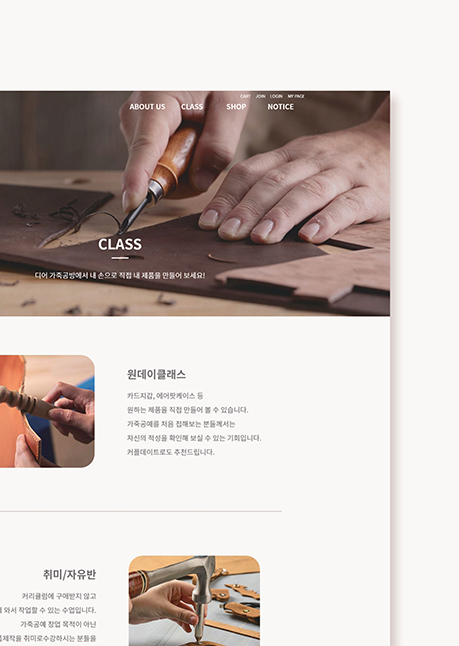 CART JOIN LOGIN MY PAGE
ABOUT US CLASS SHOP NOTICE
CLASS
디어 가죽공방에서 내 손으로 직접 내 제품을 만들어 보세요!
원데이클래스
카드지갑, 에어팟케이스 등
원하는 제품을 직접 만들어 볼 수 있습니다.
가죽공예를 처음 접해보는 분들께서는
자신의 적성을 확인해 보실 수 있는 기회입니다.
커플데이트로도 추천드립니다.
취미/자유반
커리큘럼에 구애받지 않고
와서 작업할 수 있는 수업입니다.
가죽공예 창업 목적이 아닌
취미로수강하시는 분들을